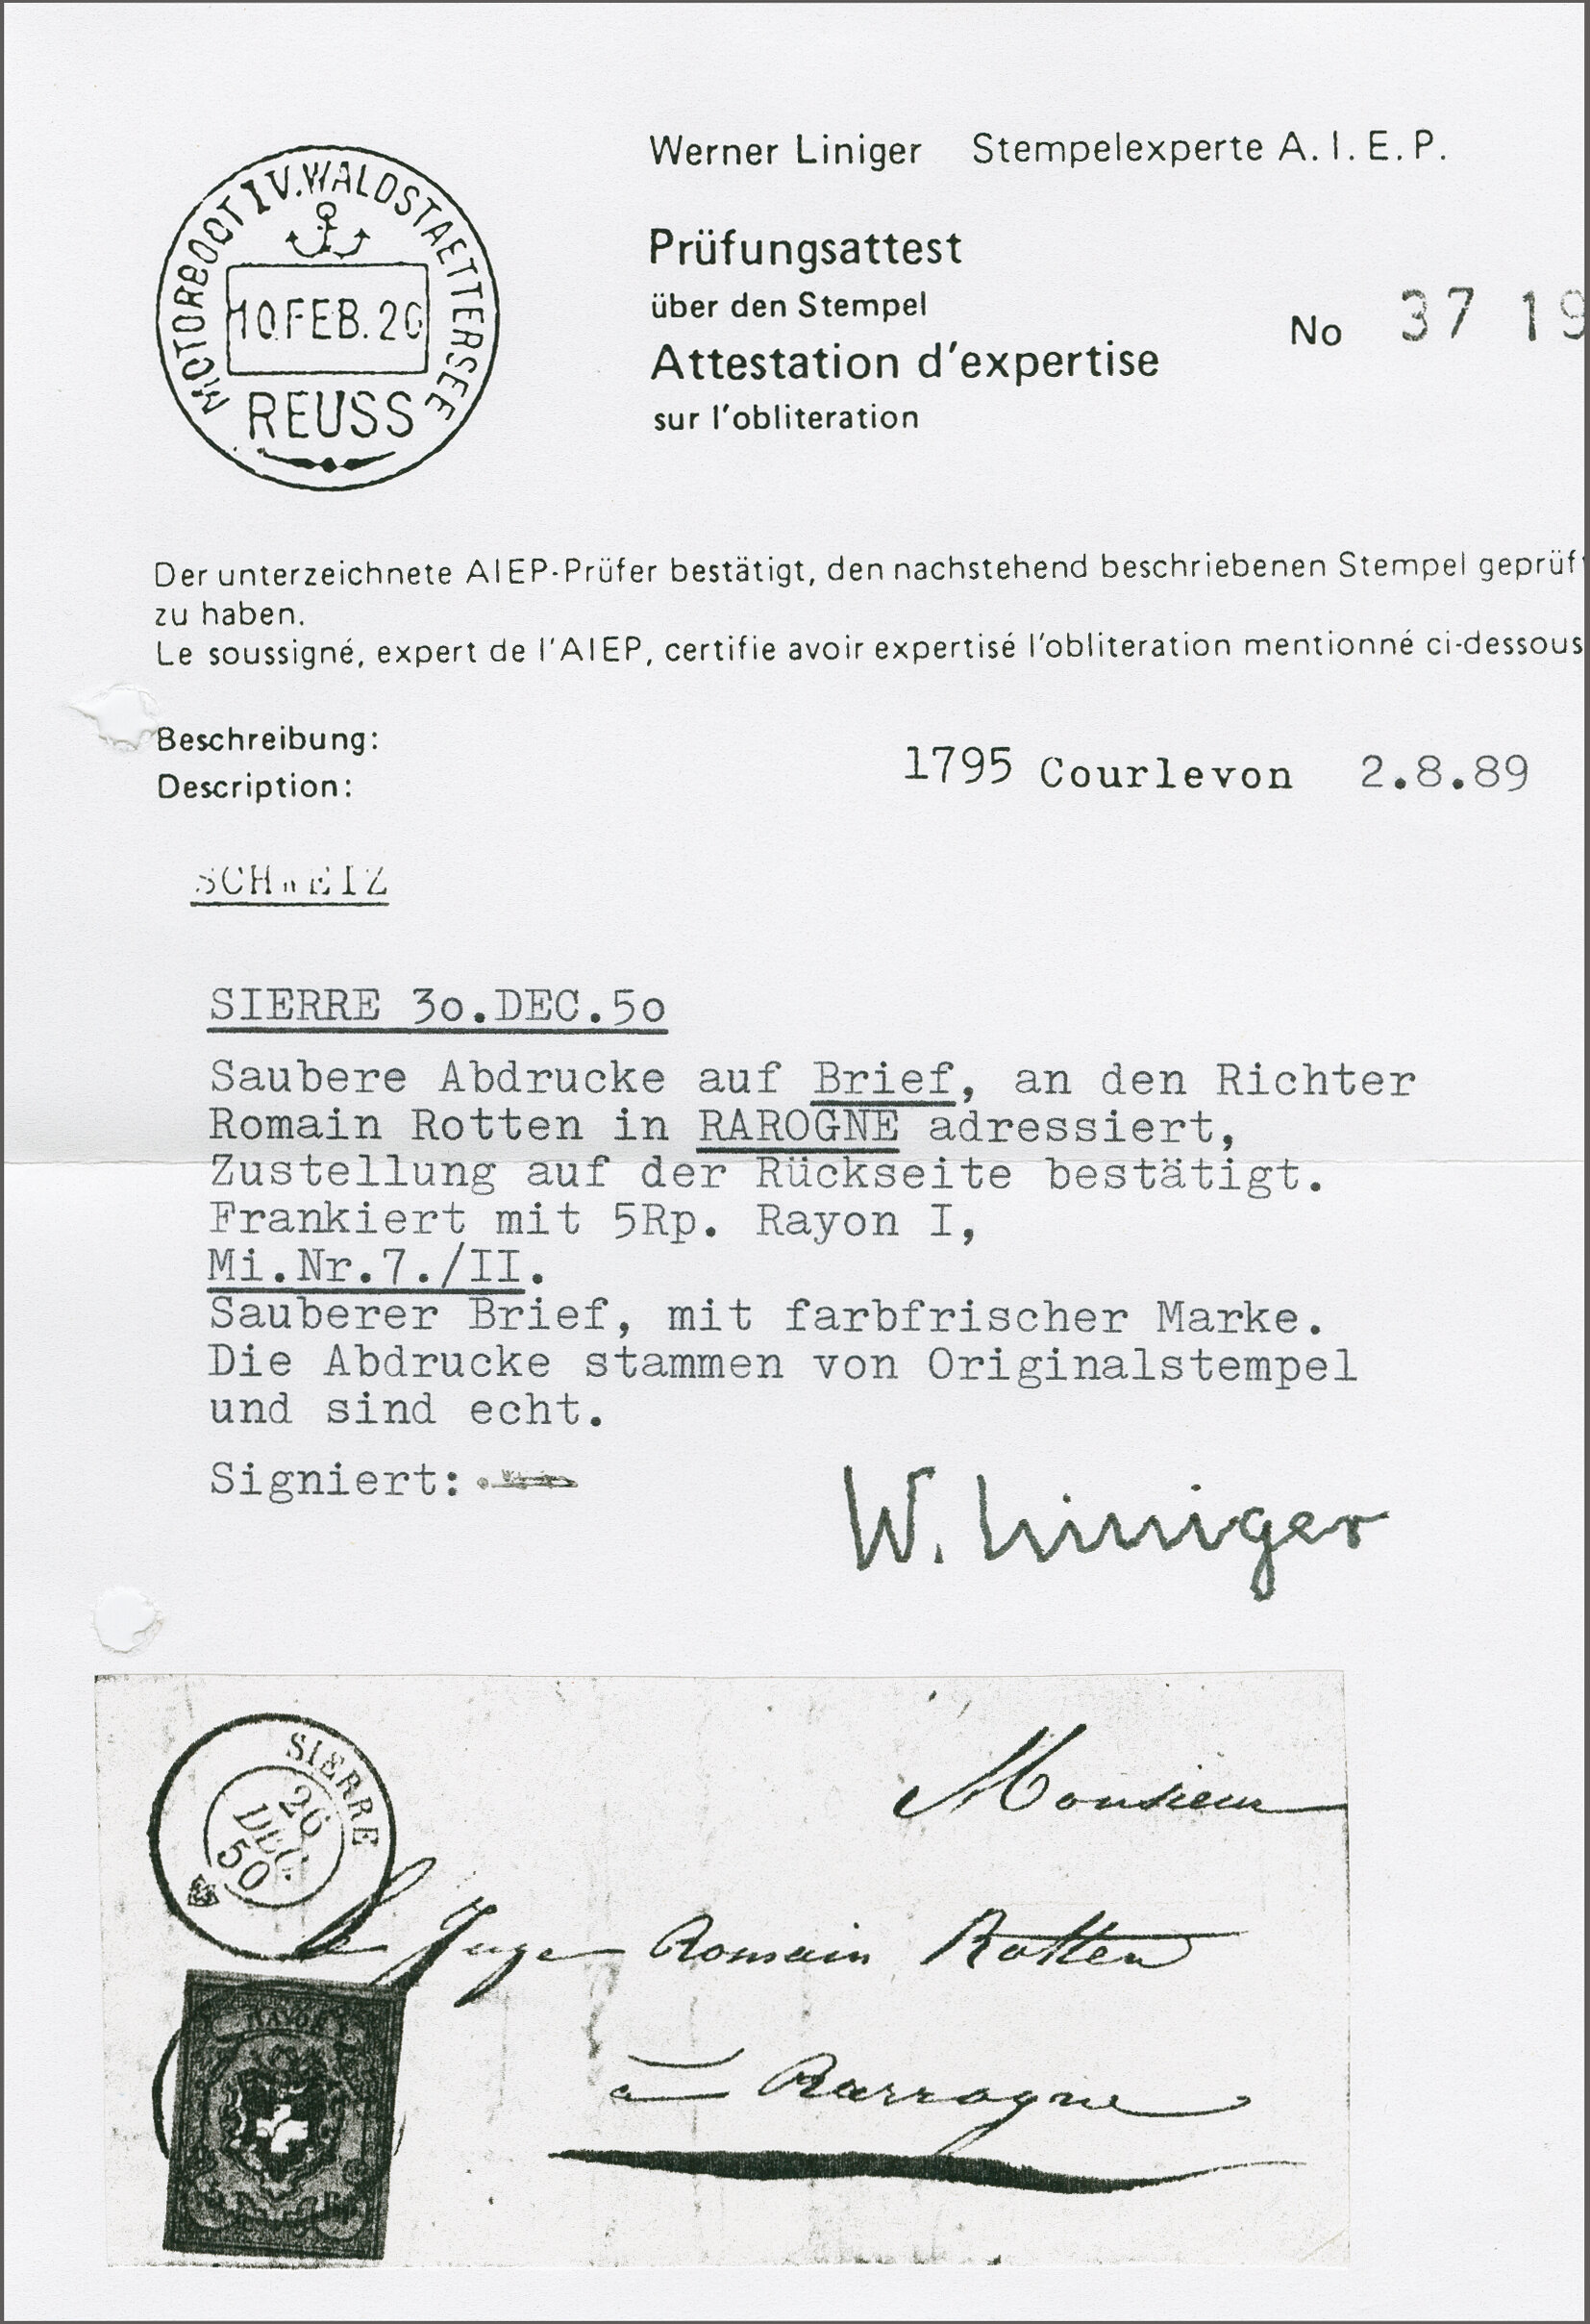 Werner Liniger Stempelexperte A. I. E. P.
MOTORBOOT IV. WALDSTAETTERSEE
10.FEB.20
REUSS
Prüfungsattest
über den Stempel
Attestation d'expertise
sur l'obliteration
No 37 19
Der unterzeichnete AIEP-Prüfer bestätigt, den nachstehend beschriebenen Stempel geprüf
zu haben.
Le soussigné, expert de l'AIEP, certifie avoir expertisé l'obliteration mentionné ci-dessous
Beschreibung:
Description:
1795 Courlevon 2.8.89
SCHWEIZ
SIERRE 3o.DEC.5o
Saubere Abdrucke auf Brief, an den Richter
Romain Rotten in RAROGNE adressiert,
Zustellung auf der Rückseite bestätigt.
Frankiert mit 5Rp. Rayon I,
Mi.Nr.7./II.
Sauberer Brief, mit farbfrischer Marke.
Die Abdrucke stammen von Originalstempel
und sind echt.
Signiert:
W. Liniger
SIERRE
26
DEC.
50
Monsieur
le Juge Romain Rotten
à Rarrogne
RAYON I